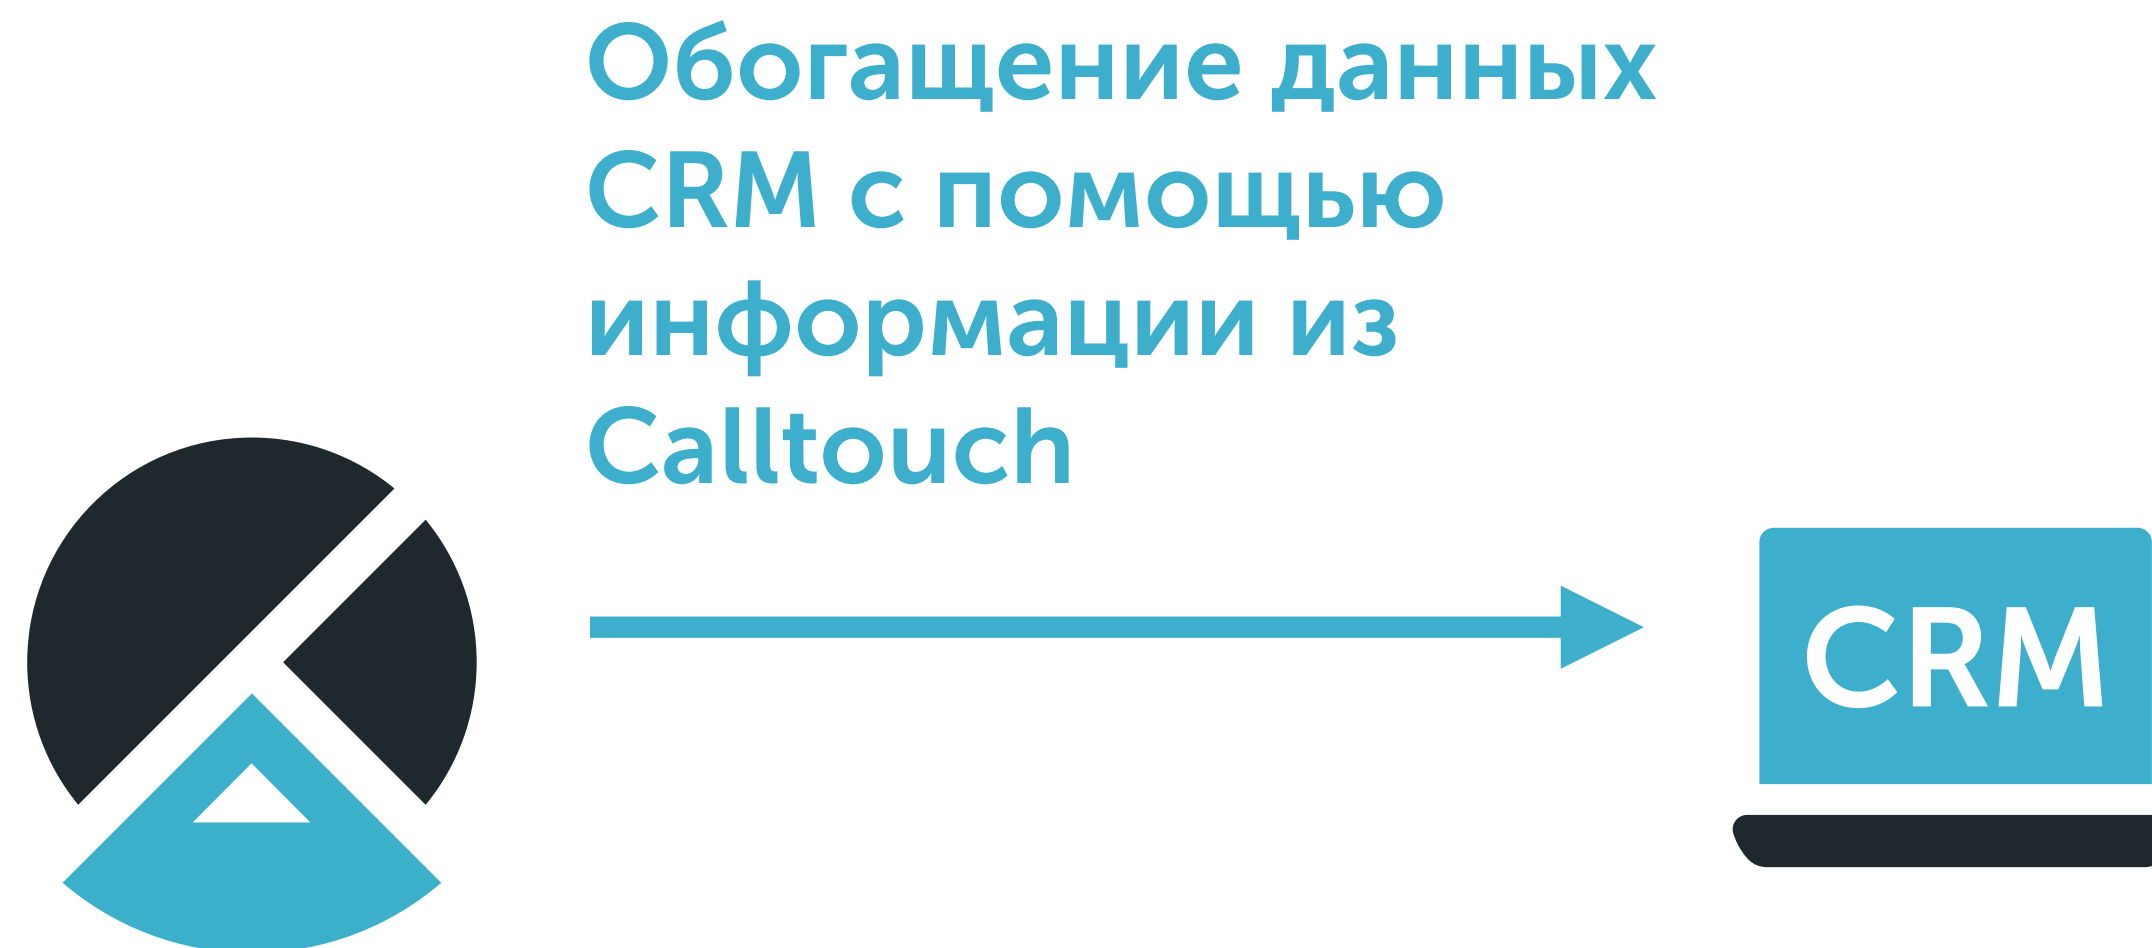 Обогащение данных
CRM с помощью
информации из
Calltouch
CRM